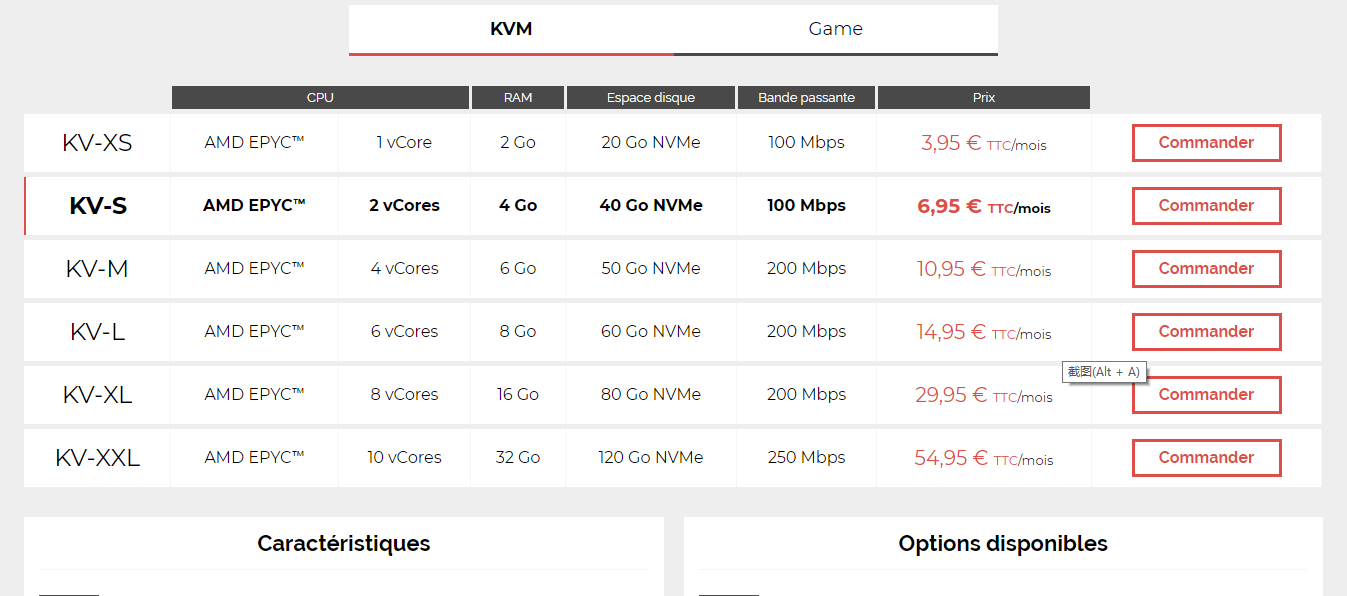 KVM Game
CPU RAM Espace disque Bande passante Prix
KV-XS AMD EPYC™ 1 vCore 2 Go 20 Go NVMe 100 Mbps 3,95 € TTC/mois Commander
KV-S AMD EPYC™ 2 vCores 4 Go 40 Go NVMe 100 Mbps 6,95 € TTC/mois Commander
KV-M AMD EPYC™ 4 vCores 6 Go 50 Go NVMe 200 Mbps 10,95 € TTC/mois Commander
KV-L AMD EPYC™ 6 vCores 8 Go 60 Go NVMe 200 Mbps 14,95 € TTC/mois Commander
截图(Alt + A)
KV-XL AMD EPYC™ 8 vCores 16 Go 80 Go NVMe 200 Mbps 29,95 € TTC/mois Commander
KV-XXL AMD EPYC™ 10 vCores 32 Go 120 Go NVMe 250 Mbps 54,95 € TTC/mois Commander
Caractéristiques Options disponibles